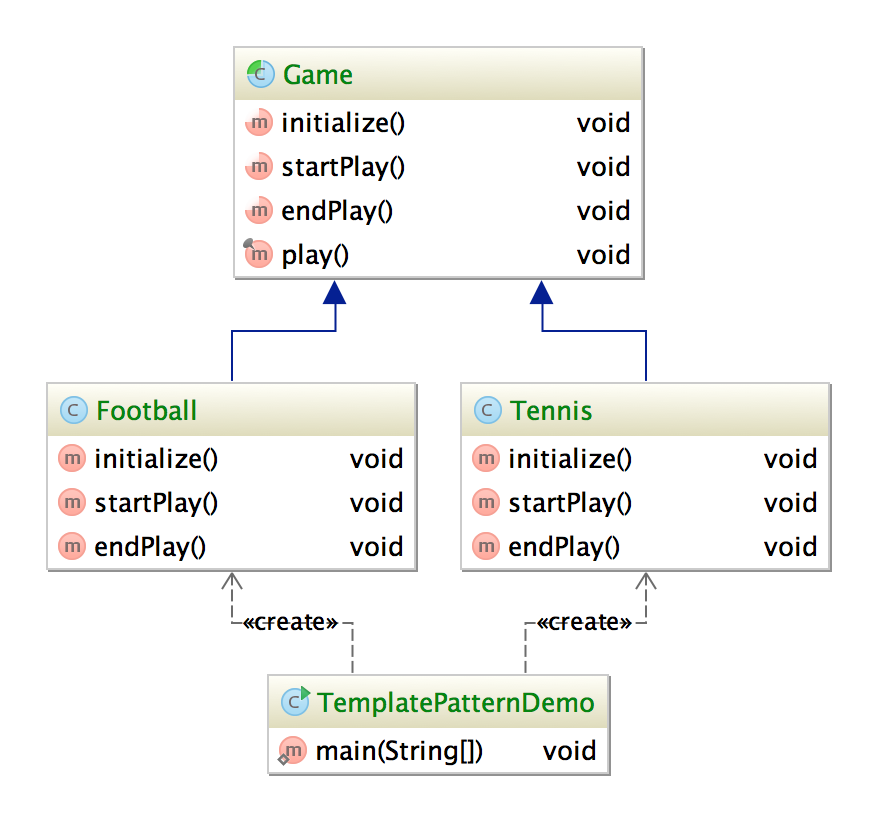 Game
initialize() void
startPlay() void
endPlay() void
play() void
Football
initialize() void
startPlay() void
endPlay() void
Tennis
initialize() void
startPlay() void
endPlay() void
«create»
«create»
TemplatePatternDemo
main(String[]) void